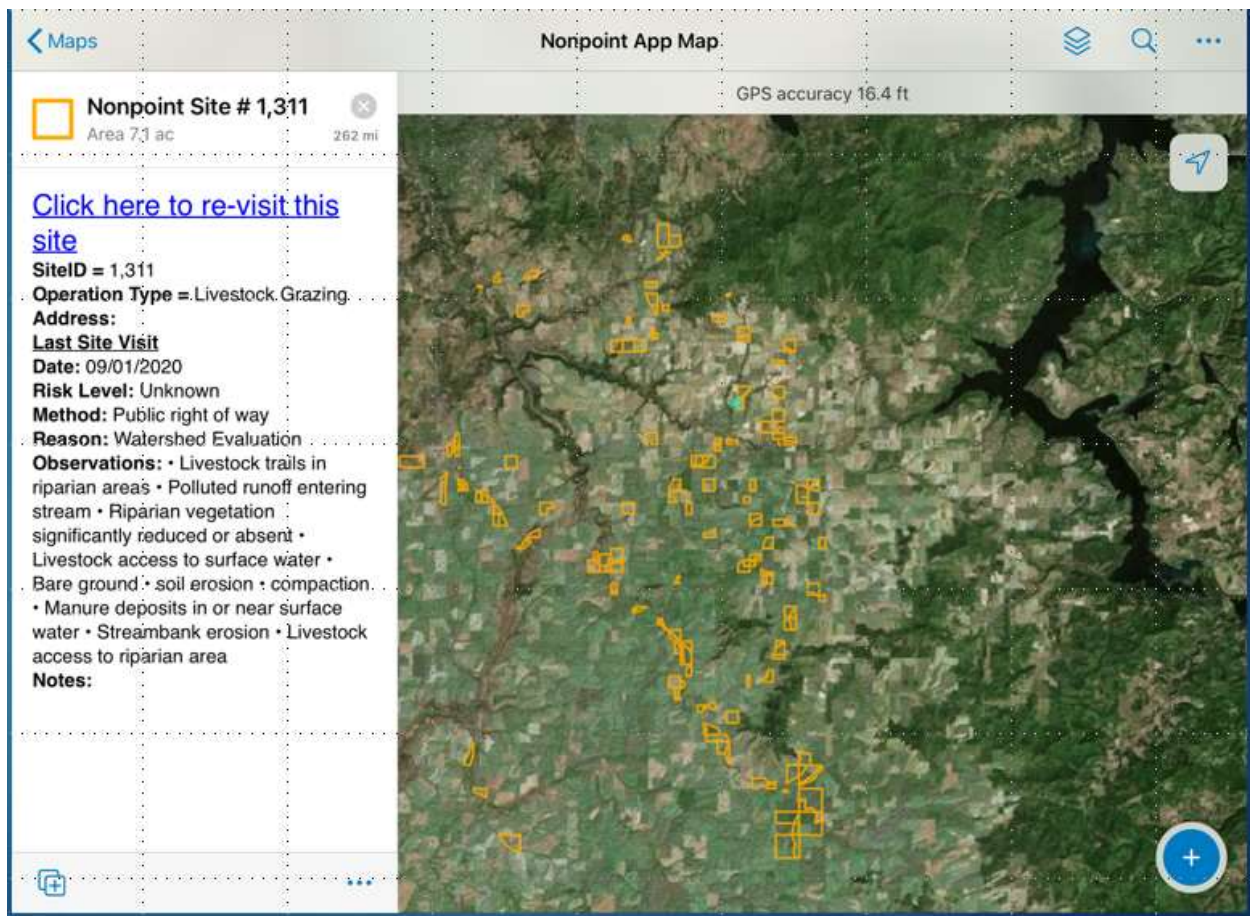 Maps
Nonpoint App Map
GPS accuracy 16.4 ft
Nonpoint Site # 1,311
Area 7.1 ac
262 mi
Click here to re-visit this
site
SiteID = 1,311
Operation Type = Livestock Grazing
Address:
Last Site Visit
Date: 09/01/2020
Risk Level: Unknown
Method: Public right of way
Reason: Watershed Evaluation
Observations: • Livestock trails in
riparian areas • Polluted runoff entering
stream • Riparian vegetation
significantly reduced or absent •
Livestock access to surface water •
Bare ground • soil erosion • compaction
• Manure deposits in or near surface
water • Streambank erosion • Livestock
access to riparian area
Notes: